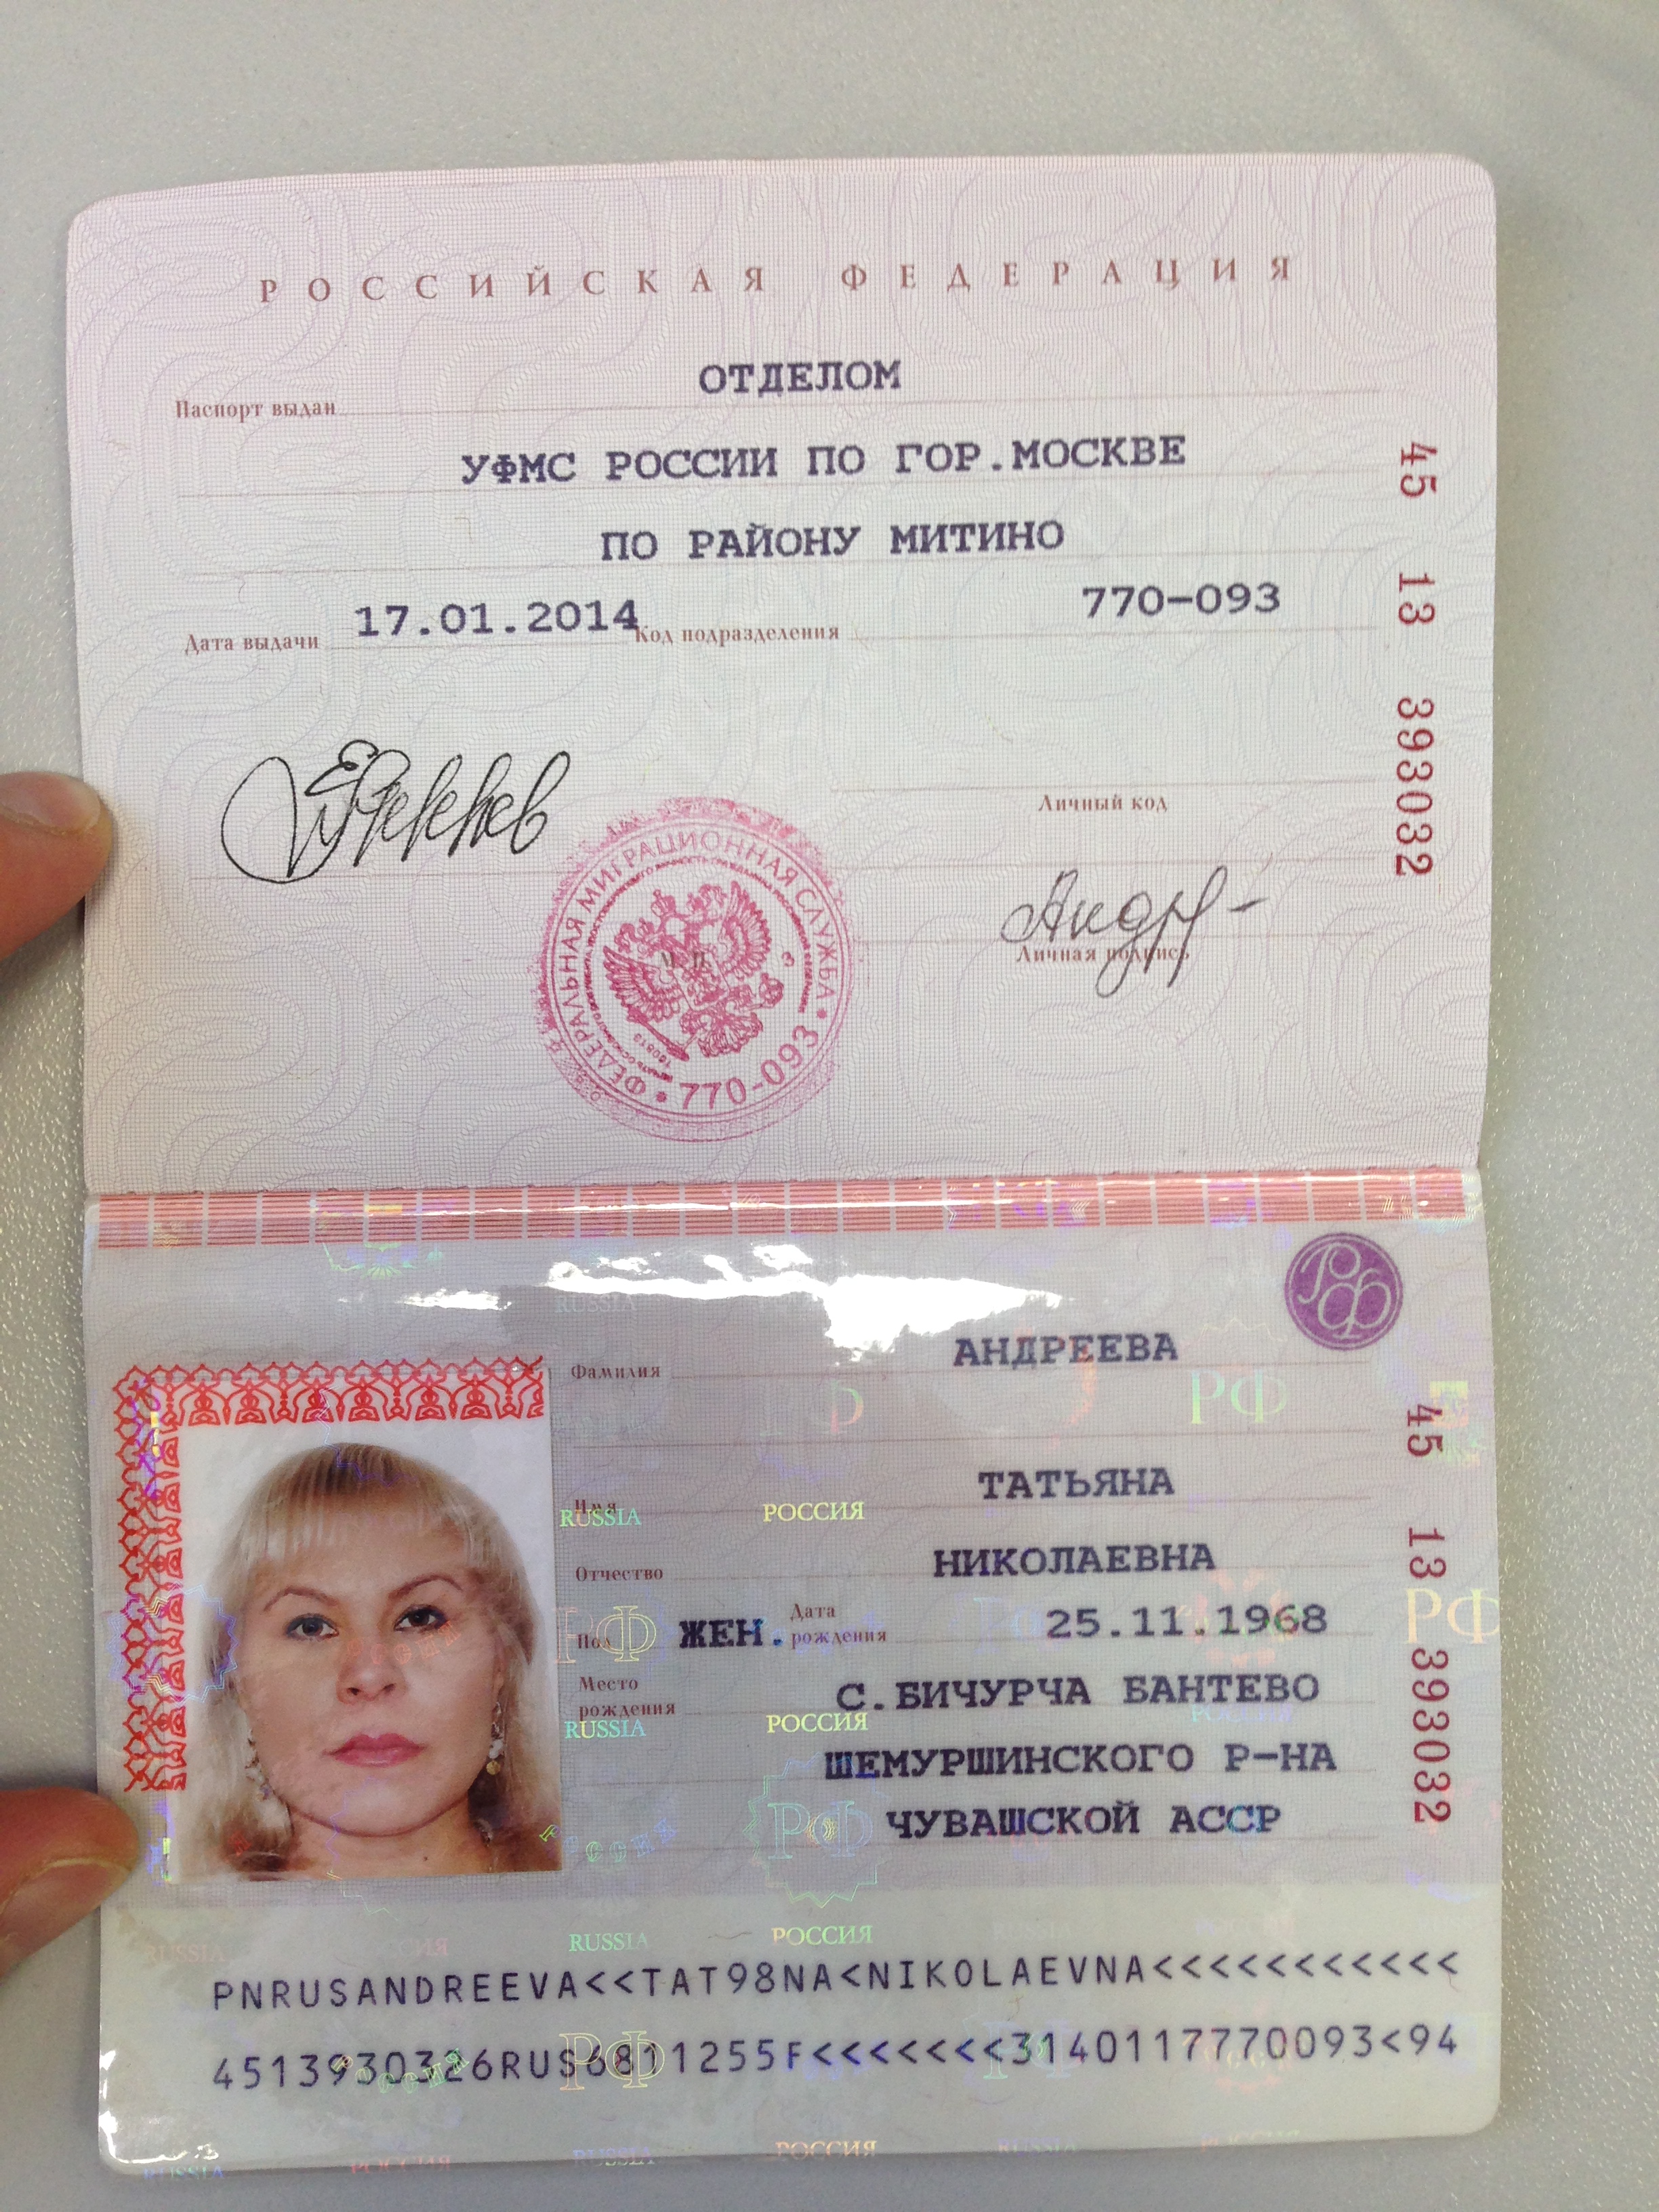 РОССИЙСКАЯ ФЕДЕРАЦИЯ
Паспорт выдан ОТДЕЛОМ
УФМС РОССИИ ПО ГОР.МОСКВЕ
ПО РАЙОНУ МИТИНО
Дата выдачи 17.01.2014 Код подразделения 770-093
45 13 393032
Личный код
Личная подпись
М.П.
ФЕДЕРАЛЬНАЯ МИГРАЦИОННАЯ СЛУЖБА
770-093
РФ
Фамилия АНДРЕЕВА
Имя ТАТЬЯНА
RUSSIA РОССИЯ
Отчество НИКОЛАЕВНА
Пол ЖЕН. Дата рождения 25.11.1968
Место рождения С.БИЧУРЧА БАНТЕВО
RUSSIA РОССИЯ
ШЕМУРШИНСКОГО Р-НА
ЧУВАШСКОЙ АССР
45 13 393032
RUSSIA РОССИЯ
PNRUSANDREEVA<<TAT98NA<NIKOLAEVNA<<<<<<<<<<<
4513930326RUS6811255F<<<<<<<3140117770093<94
RUSSIA РОССИЯ